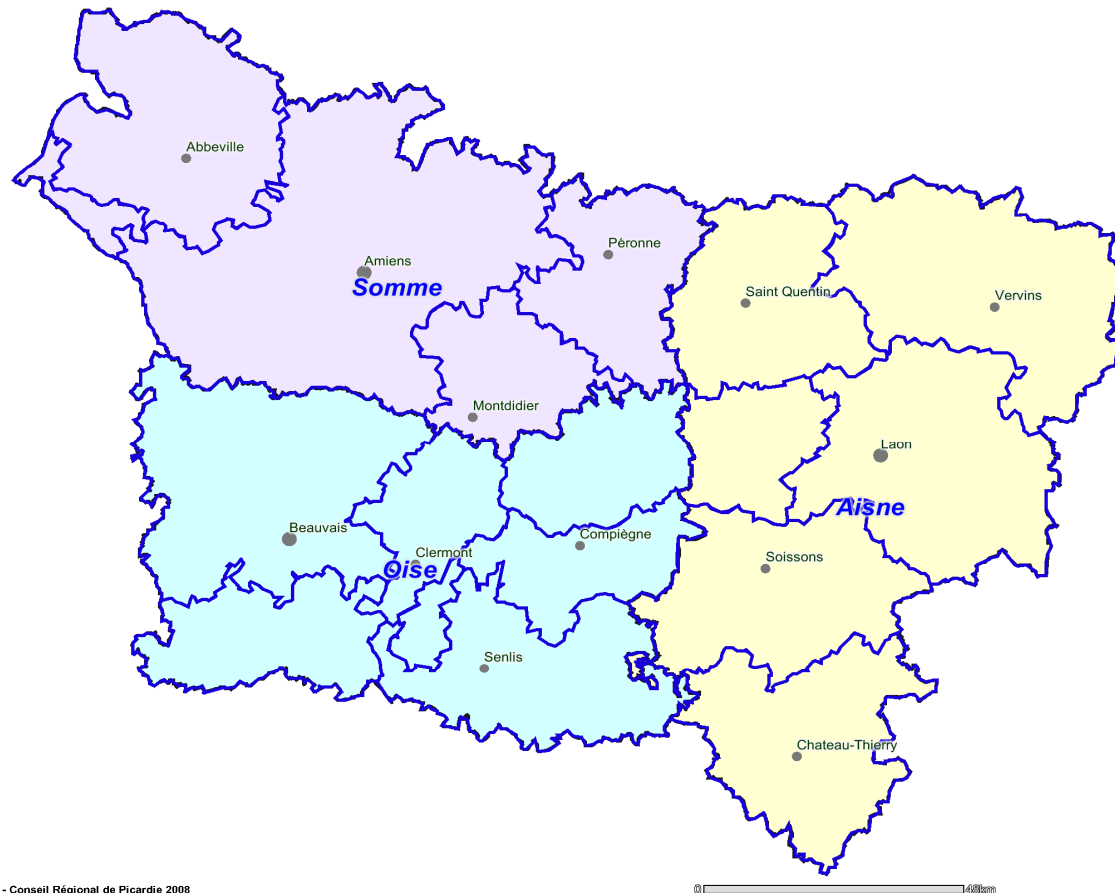 Abbeville
Péronne
Amiens
Somme
Saint Quentin
Vervins
Montdidier
Laon
Aisne
Beauvais
Compiègne
Clermont
Oise
Soissons
Senlis
Chateau-Thierry
- Conseil Régional de Picardie 2008
0 48km